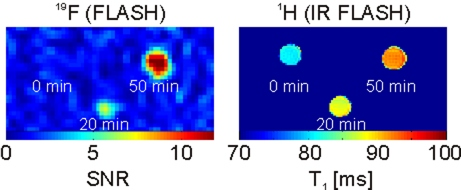 ¹⁹F (FLASH)
¹H (IR FLASH)
0 min
50 min
20 min
0 min
50 min
20 min
0 5 10
70 80 90 100
SNR
T₁ [ms]